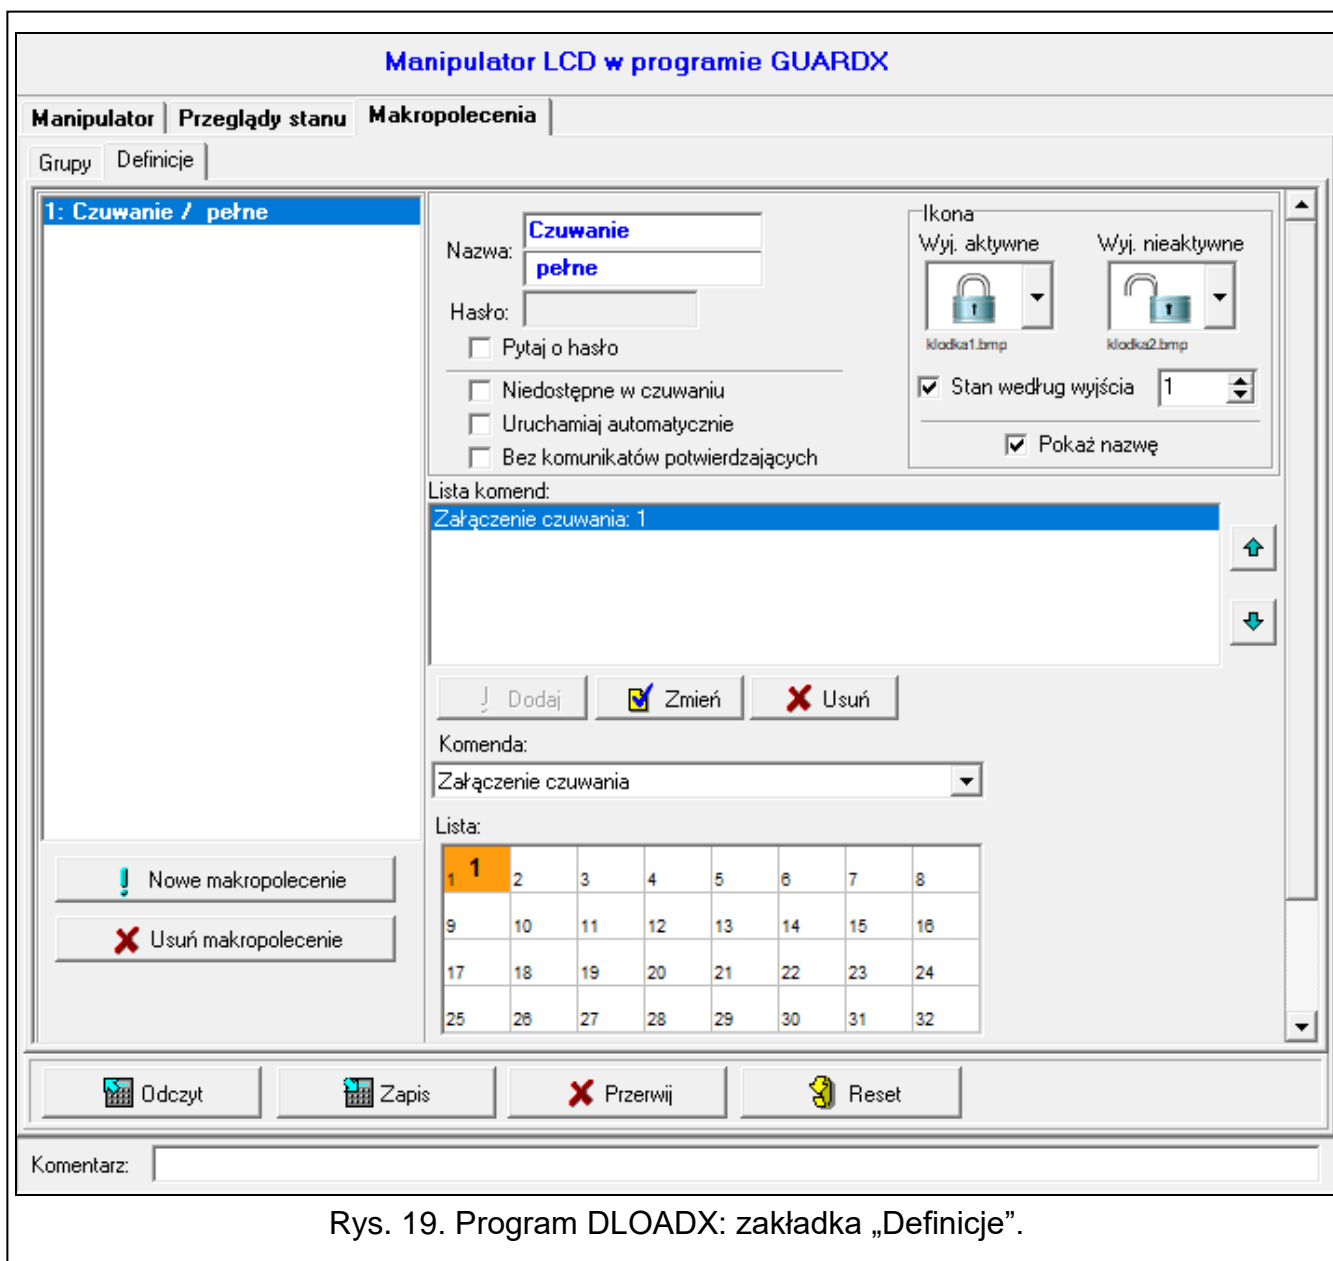 Manipulator LCD w programie GUARDX
Manipulator Przeglądy stanu Makropolecenia
Grupy Definicje
1: Czuwanie / pełne
Nazwa: Czuwanie
pełne
Hasło:
Pytaj o hasło
Niedostępne w czuwaniu
Uruchamiaj automatycznie
Bez komunikatów potwierdzających
Ikona
Wyj. aktywne Wyj. nieaktywne
klodka1.bmp klodka2.bmp
Stan według wyjścia 1
Pokaż nazwę
Lista komend:
Załączenie czuwania: 1
Dodaj Zmień Usuń
Komenda:
Załączenie czuwania
Lista:
1 1 2 3 4 5 6 7 8
9 10 11 12 13 14 15 16
17 18 19 20 21 22 23 24
25 26 27 28 29 30 31 32
Nowe makropolecenie
Usuń makropolecenie
Odczyt Zapis Przerwij Reset
Komentarz:
Rys. 19. Program DLOADX: zakładka „Definicje”.